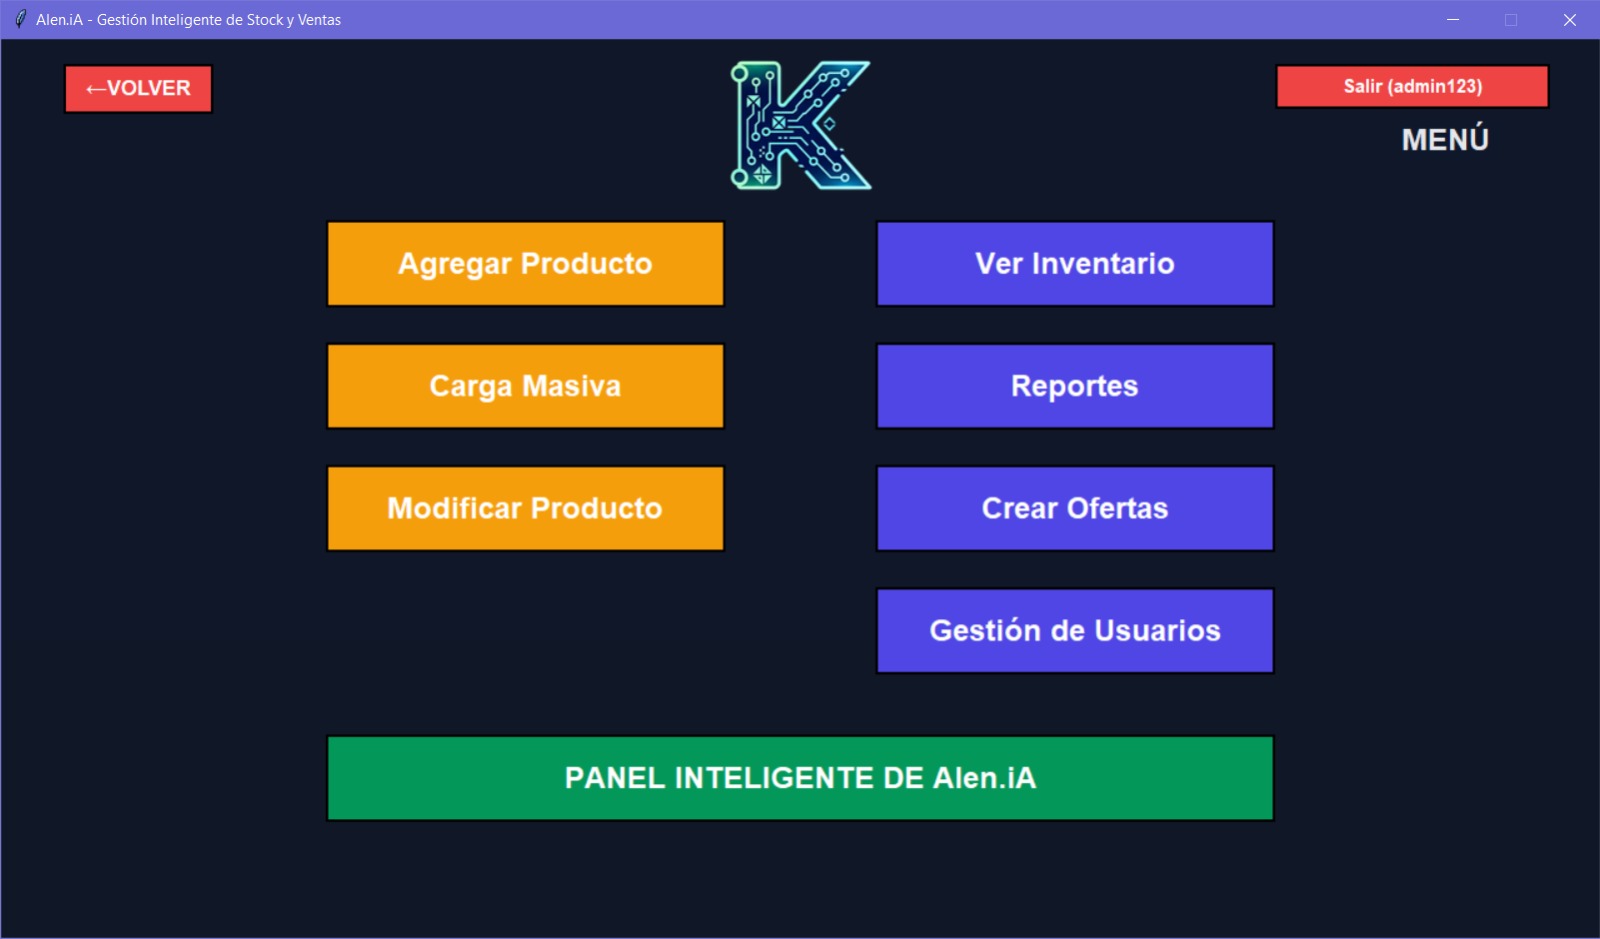 Alen.iA - Gestión Inteligente de Stock y Ventas
←VOLVER
K
Salir (admin123)
MENÚ
Agregar Producto
Ver Inventario
Carga Masiva
Reportes
Modificar Producto
Crear Ofertas
Gestión de Usuarios
PANEL INTELIGENTE DE Alen.iA